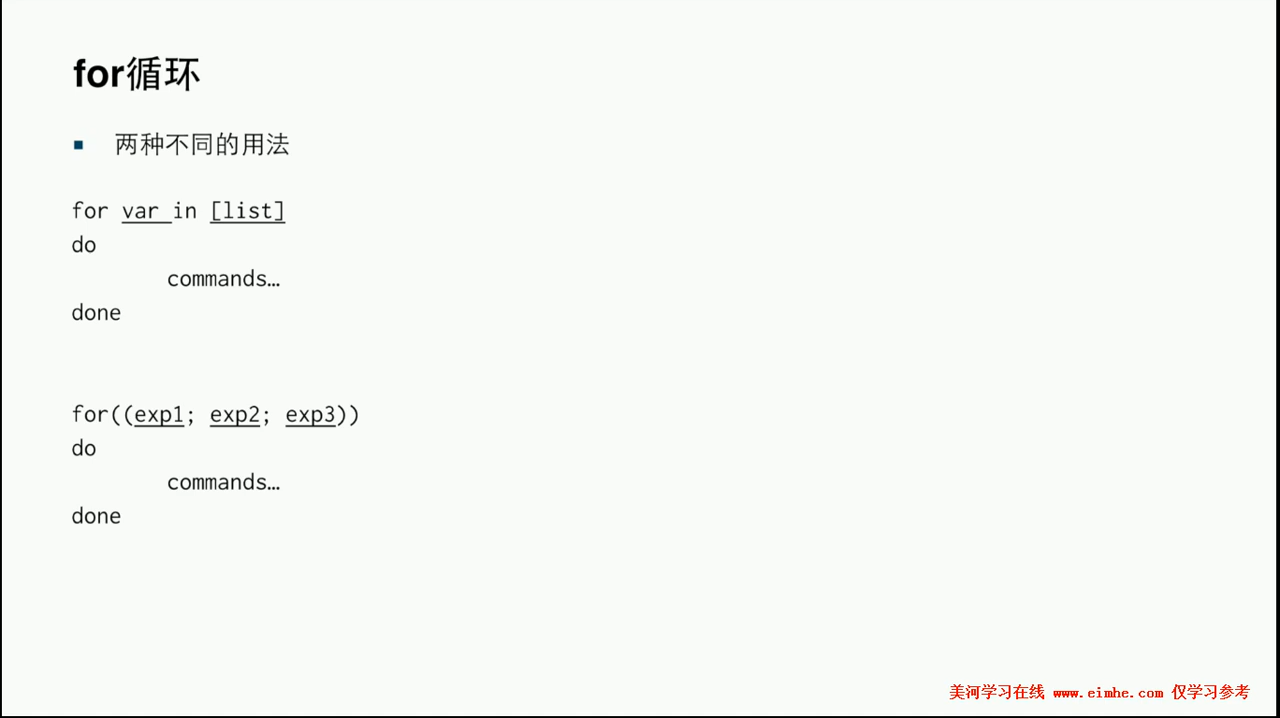 for循环
▪ 两种不同的用法
for var in [list]
do
commands…
done
for((exp1; exp2; exp3))
do
commands…
done
美河学习在线 www.eimhe.com 仅学习参考